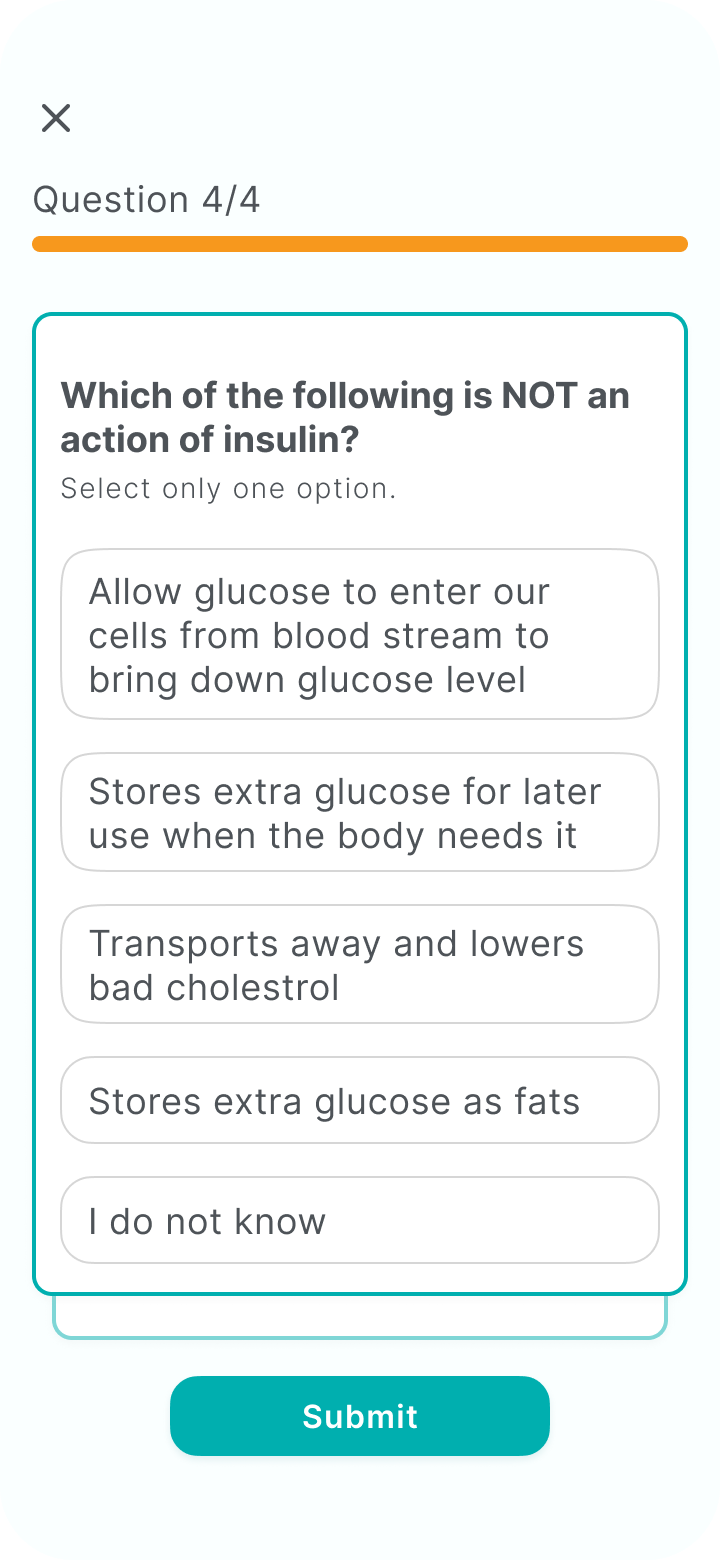 Question 4/4
Which of the following is NOT an
action of insulin?
Select only one option.
Allow glucose to enter our
cells from blood stream to
bring down glucose level
Stores extra glucose for later
use when the body needs it
Transports away and lowers
bad cholestrol
Stores extra glucose as fats
I do not know
Submit